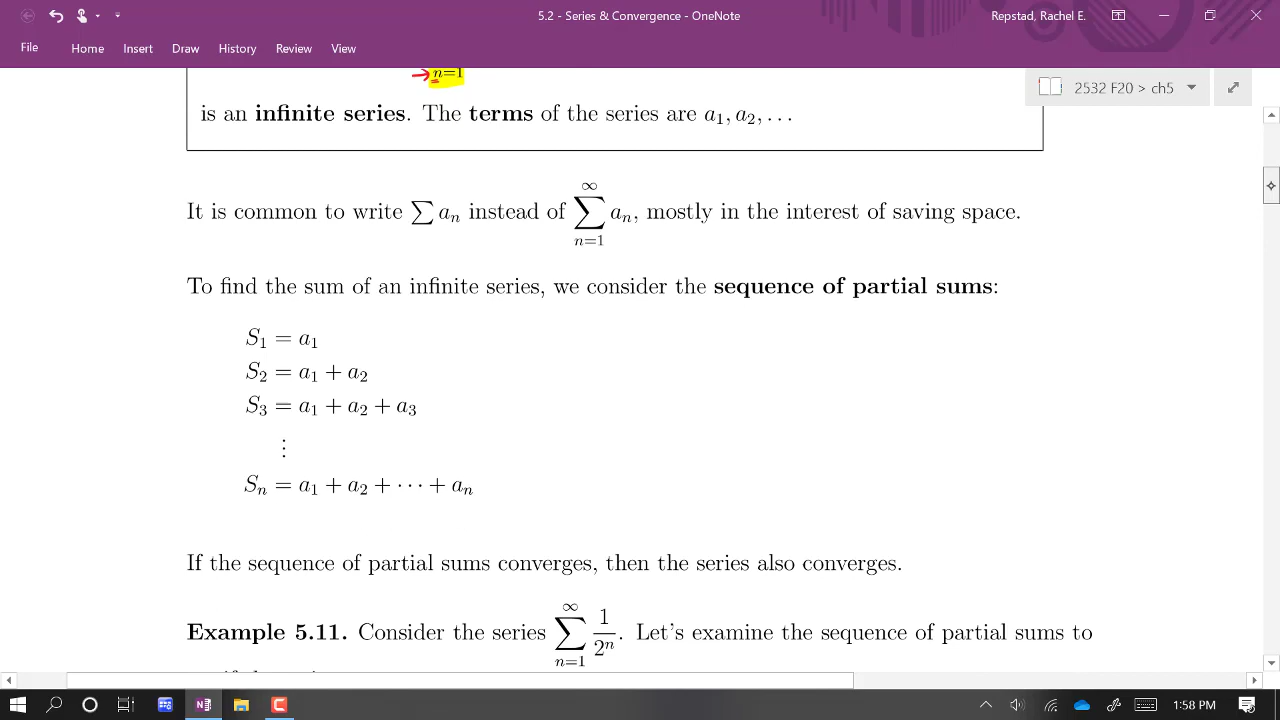 5.2 - Series & Convergence - OneNote
Repstad, Rachel E.
File Home Insert Draw History Review View
n=1
2532 F20 > ch5
is an infinite series. The terms of the series are a₁, a₂, . . .
It is common to write ∑ aₙ instead of ∑_{n=1}^{∞} aₙ, mostly in the interest of saving space.
To find the sum of an infinite series, we consider the sequence of partial sums:
S₁ = a₁
S₂ = a₁ + a₂
S₃ = a₁ + a₂ + a₃
⋮
Sₙ = a₁ + a₂ + · · · + aₙ
If the sequence of partial sums converges, then the series also converges.
Example 5.11. Consider the series ∑_{n=1}^{∞} 1/2ⁿ. Let's examine the sequence of partial sums to
1:58 PM